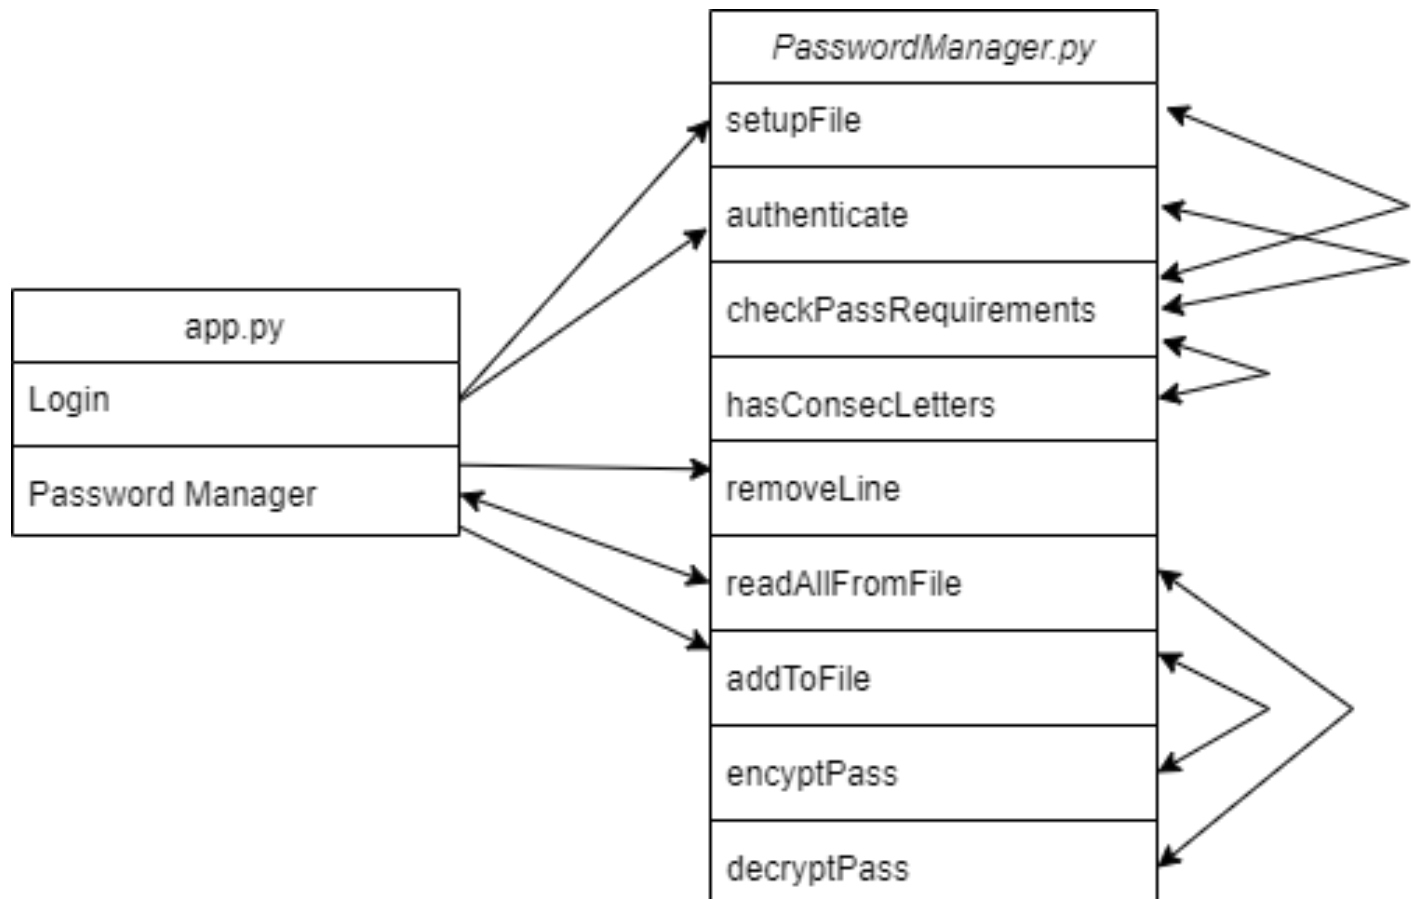 PasswordManager.py
setupFile
authenticate
checkPassRequirements
hasConsecLetters
removeLine
readAllFromFile
addToFile
encyptPass
decryptPass
app.py
Login
Password Manager